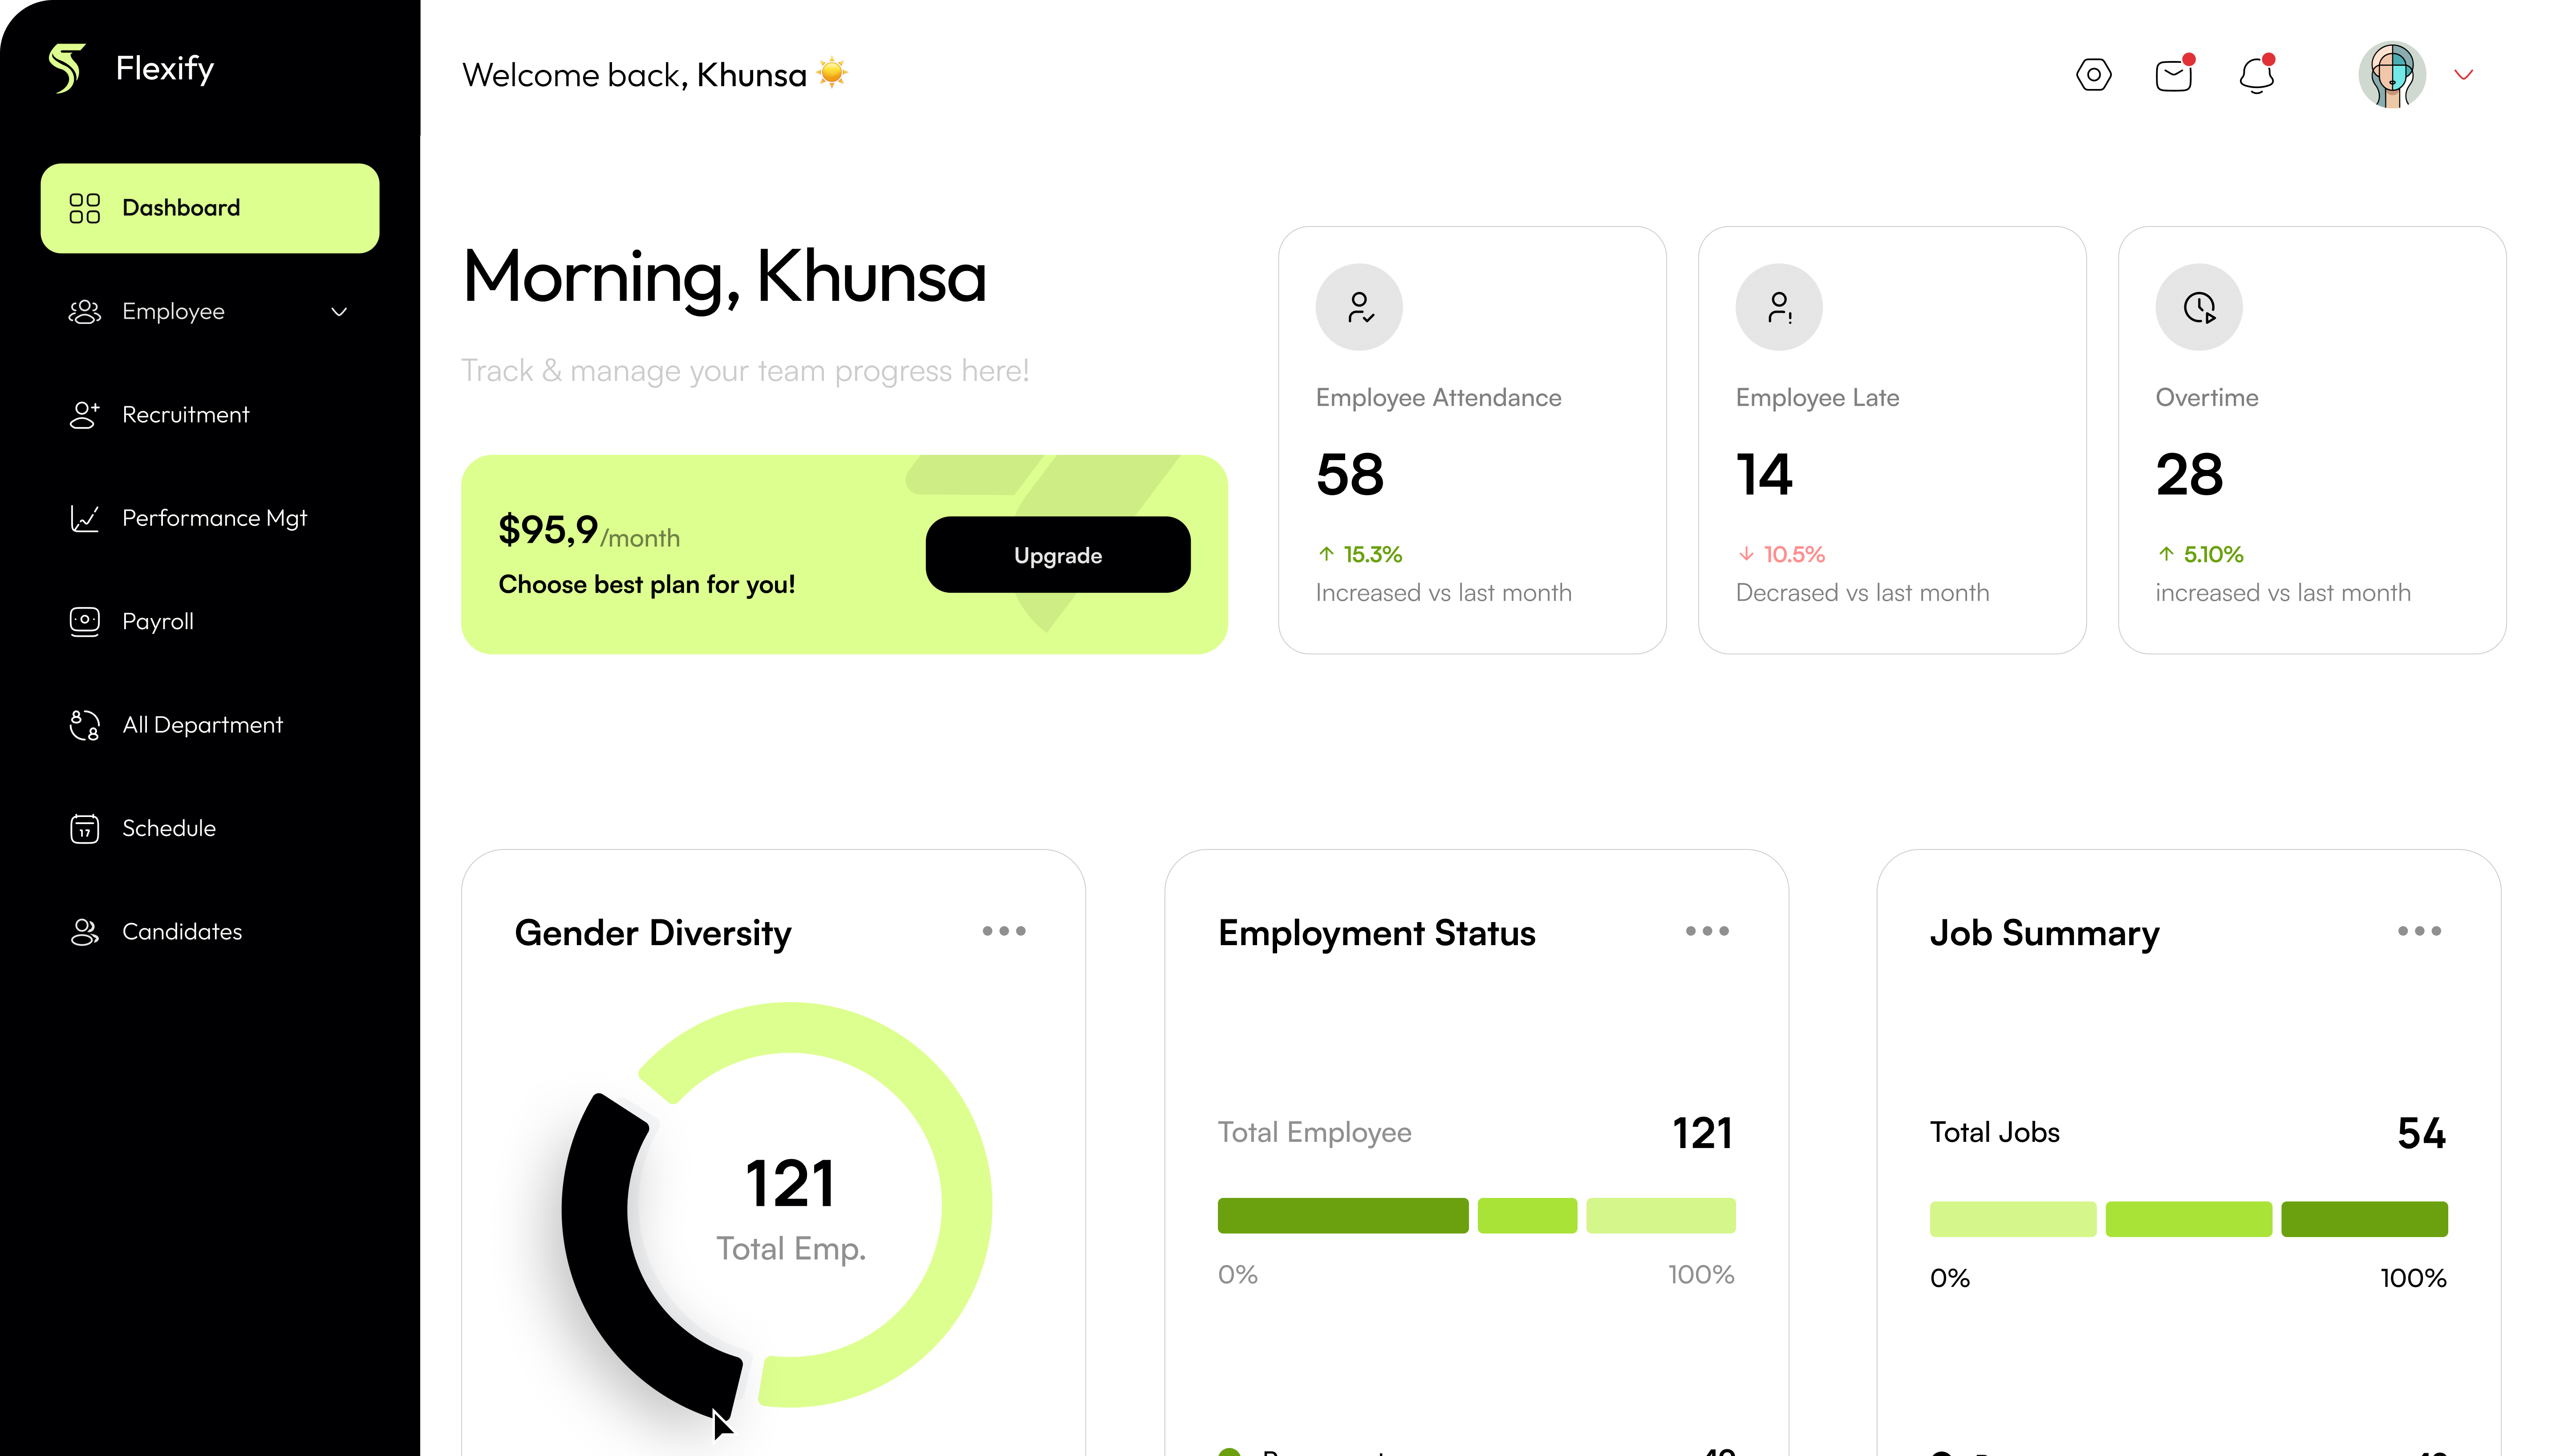 Flexify
Welcome back, Khunsa ☀️
Dashboard
Employee
Recruitment
Performance Mgt
Payroll
All Department
Schedule
17
Candidates
Morning, Khunsa
Track & manage your team progress here!
$95,9/month
Choose best plan for you!
Upgrade
Employee Attendance
58
↑ 15.3%
Increased vs last month
Employee Late
14
↓ 10.5%
Decrased vs last month
Overtime
28
↑ 5.10%
increased vs last month
Gender Diversity
121
Total Emp.
Employment Status
Total Employee 121
0% 100%
Job Summary
Total Jobs 54
0% 100%